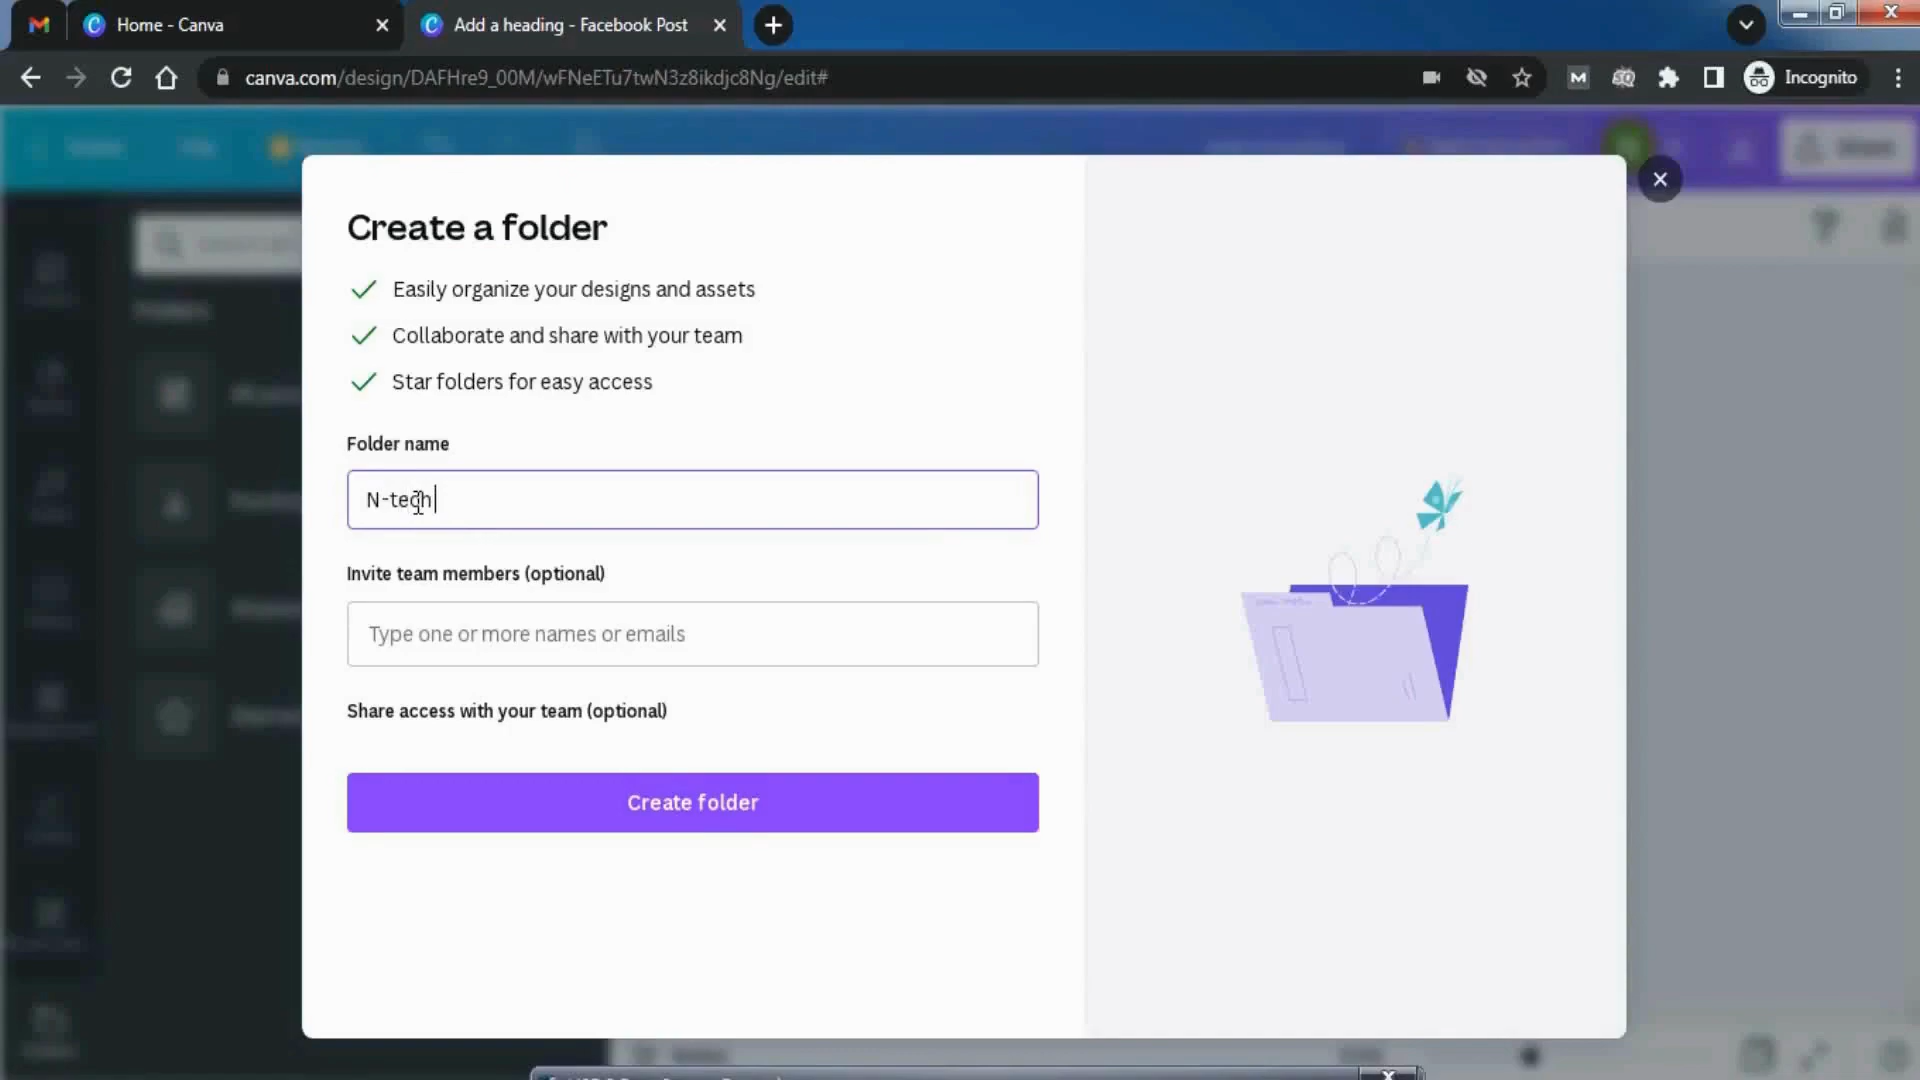 Home - Canva
Add a heading - Facebook Post
canva.com/design/DAFHre9_00M/wFNeETu7twN3z8ikdjc8Ng/edit#
Incognito
Create a folder
Easily organize your designs and assets
Collaborate and share with your team
Star folders for easy access
Folder name
N-tech
Invite team members (optional)
Type one or more names or emails
Share access with your team (optional)
Create folder